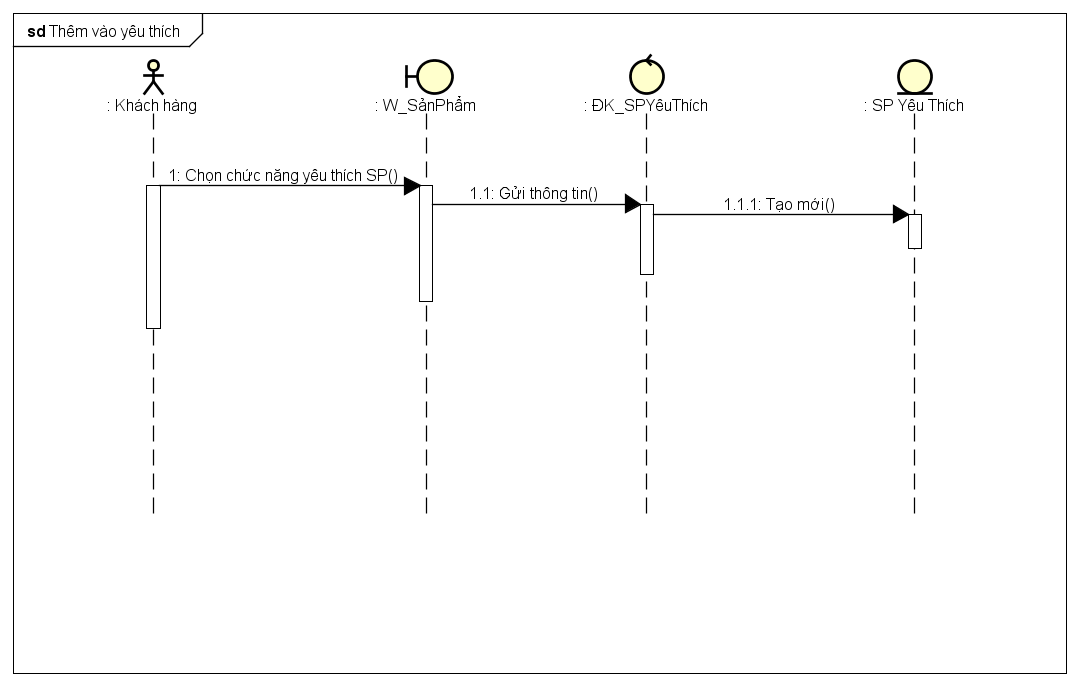 sd Thêm vào yêu thích
: Khách hàng
: W_SảnPhẩm
: ĐK_SPYêuThích
: SP Yêu Thích
1: Chọn chức năng yêu thích SP()
1.1: Gửi thông tin()
1.1.1: Tạo mới()